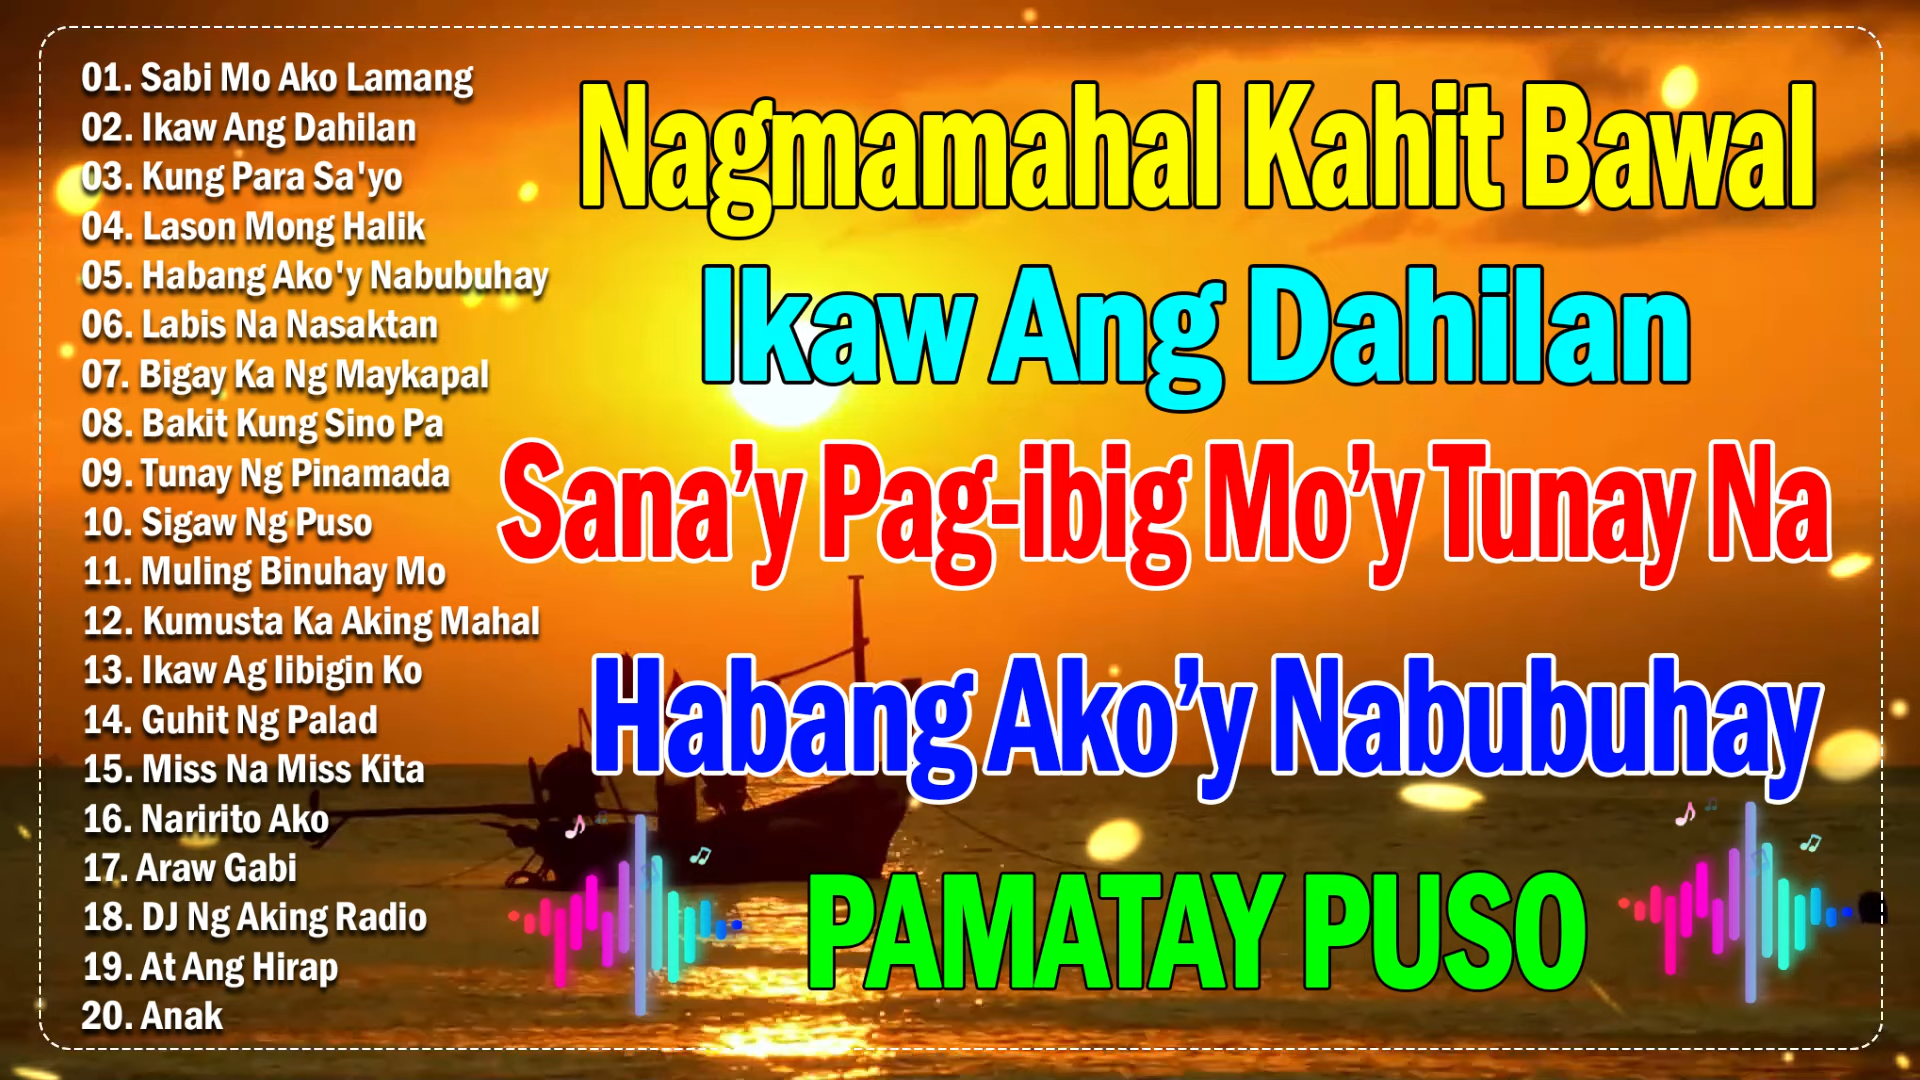 01. Sabi Mo Ako Lamang
02. Ikaw Ang Dahilan
03. Kung Para Sa'yo
04. Lason Mong Halik
05. Habang Ako'y Nabubuhay
06. Labis Na Nasaktan
07. Bigay Ka Ng Maykapal
08. Bakit Kung Sino Pa
09. Tunay Ng Pinamada
10. Sigaw Ng Puso
11. Muling Binuhay Mo
12. Kumusta Ka Aking Mahal
13. Ikaw Ag Iibigin Ko
14. Guhit Ng Palad
15. Miss Na Miss Kita
16. Naririto Ako
17. Araw Gabi
18. DJ Ng Aking Radio
19. At Ang Hirap
20. Anak
Nagmamahal Kahit Bawal
Ikaw Ang Dahilan
Sana’y Pag-ibig Mo’y Tunay Na
Habang Ako’y Nabubuhay
PAMATAY PUSO